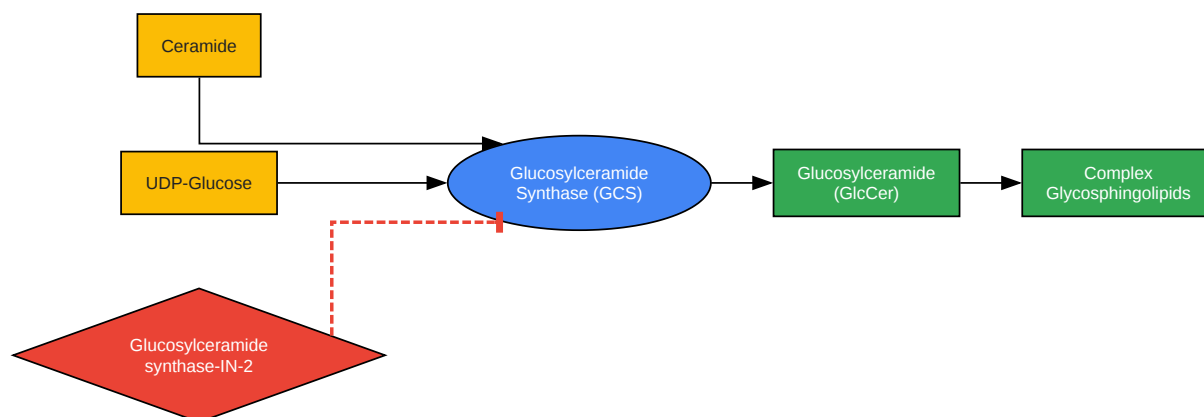 Ceramide
UDP-Glucose
Glucosylceramide
Synthase (GCS)
Glucosylceramide
(GlcCer)
Complex
Glycosphingolipids
Glucosylceramide
synthase-IN-2